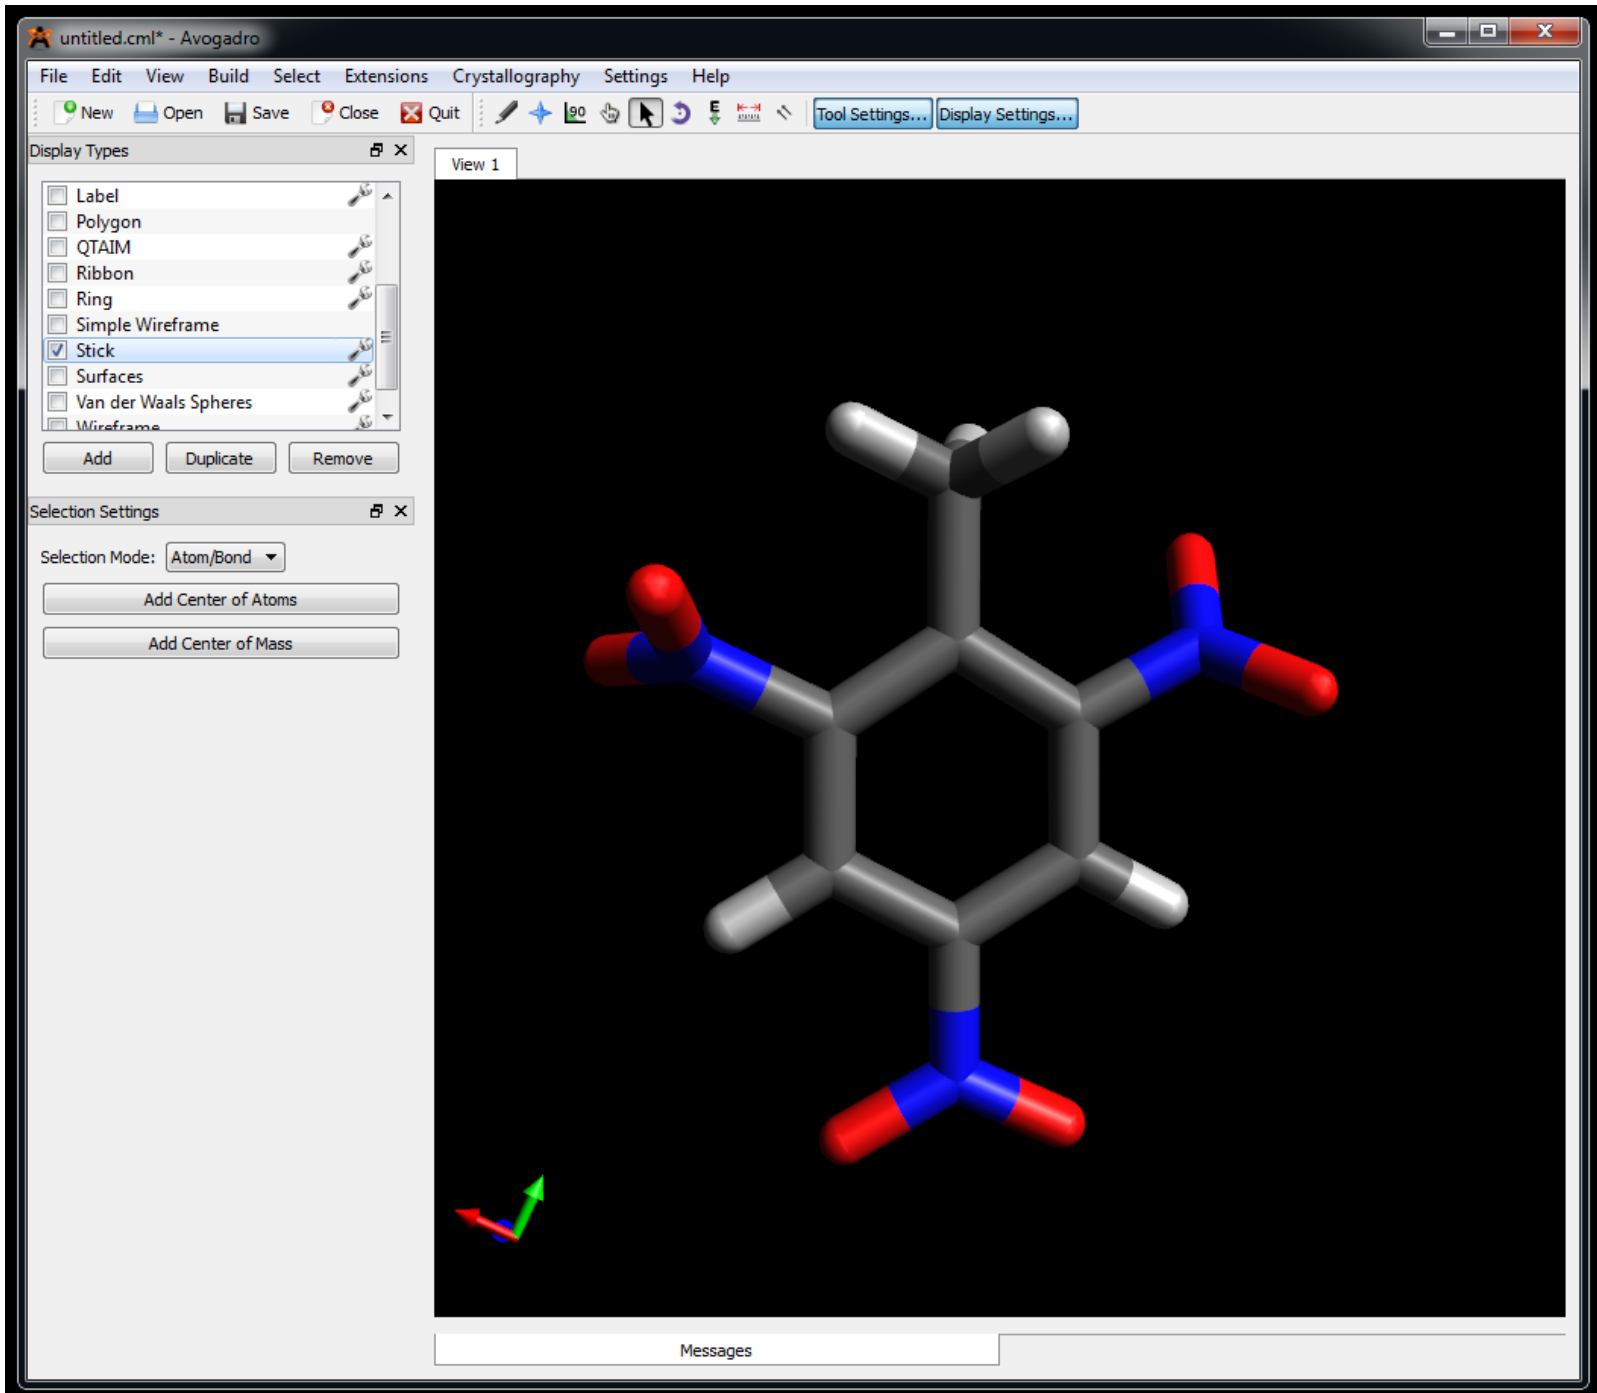 untitled.cml* - Avogadro
File Edit View Build Select Extensions Crystallography Settings Help
New Open Save Close Quit 90 E Tool Settings... Display Settings...
Display Types
View 1
Label
Polygon
QTAIM
Ribbon
Ring
Simple Wireframe
Stick
Surfaces
Van der Waals Spheres
Wireframe
Add Duplicate Remove
Selection Settings
Selection Mode: Atom/Bond
Add Center of Atoms
Add Center of Mass
Messages